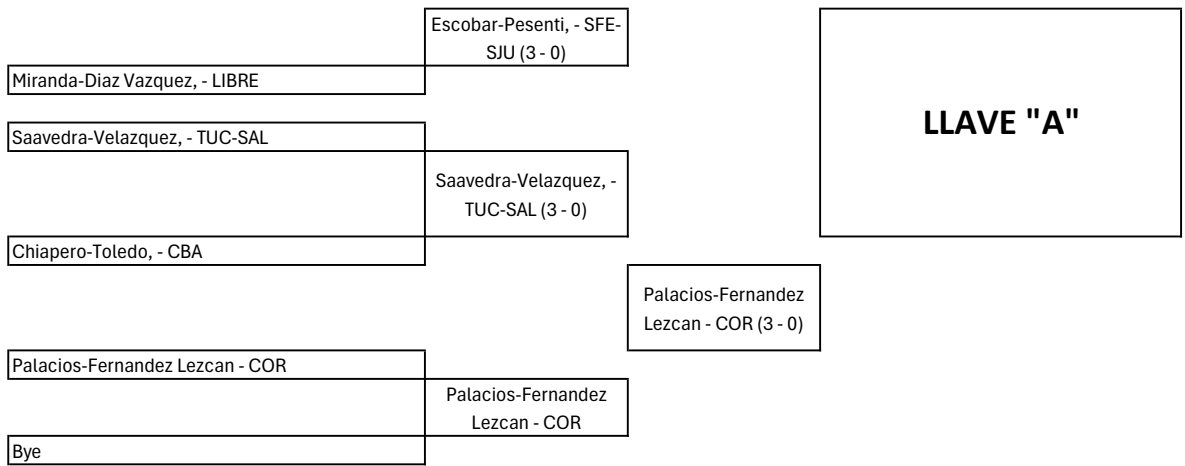 Escobar-Pesenti, - SFE-
SJU (3 - 0)
Miranda-Diaz Vazquez, - LIBRE
LLAVE "A"
Saavedra-Velazquez, - TUC-SAL
Saavedra-Velazquez, -
TUC-SAL (3 - 0)
Chiapero-Toledo, - CBA
Palacios-Fernandez
Lezcan - COR (3 - 0)
Palacios-Fernandez Lezcan - COR
Palacios-Fernandez
Lezcan - COR
Bye